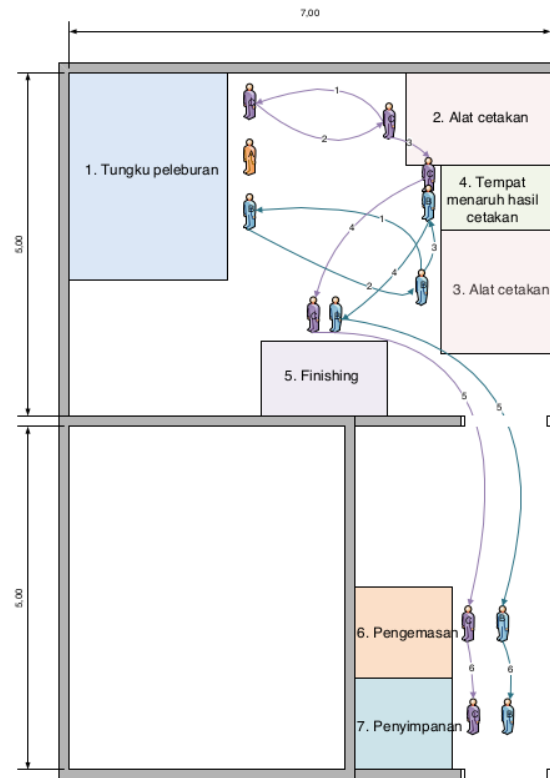 7,00
5,00
1. Tungku peleburan
2. Alat cetakan
4. Tempat
menaruh hasil
cetakan
3. Alat cetakan
5. Finishing
C
C
1
2
3
A
C
B
B
1
2
3
4
4
B
C
B
5
5
5,00
6. Pengemasan
C
B
6
6
7. Penyimpanan
C
B